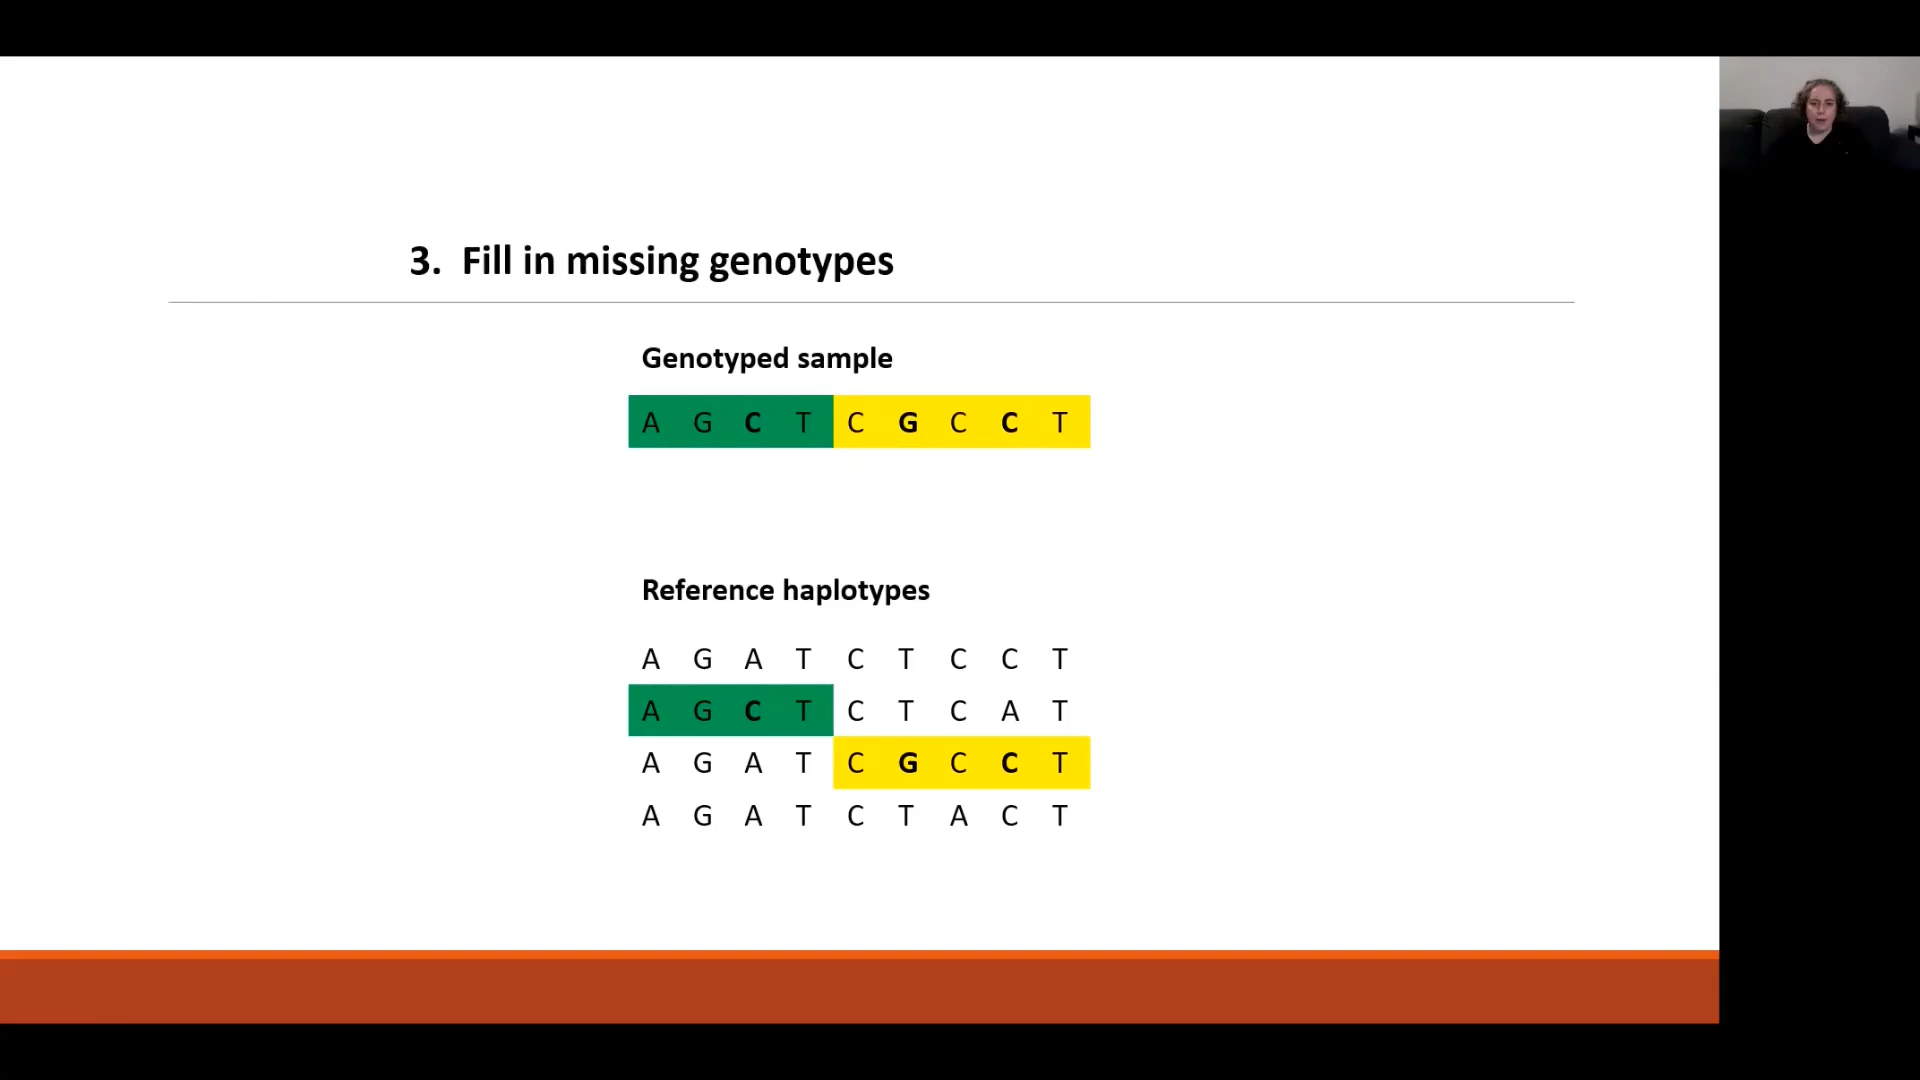 3. Fill in missing genotypes
Genotyped sample
A G C T C G C C T
Reference haplotypes
A G A T C T C C T
A G C T C T C A T
A G A T C G C C T
A G A T C T A C T